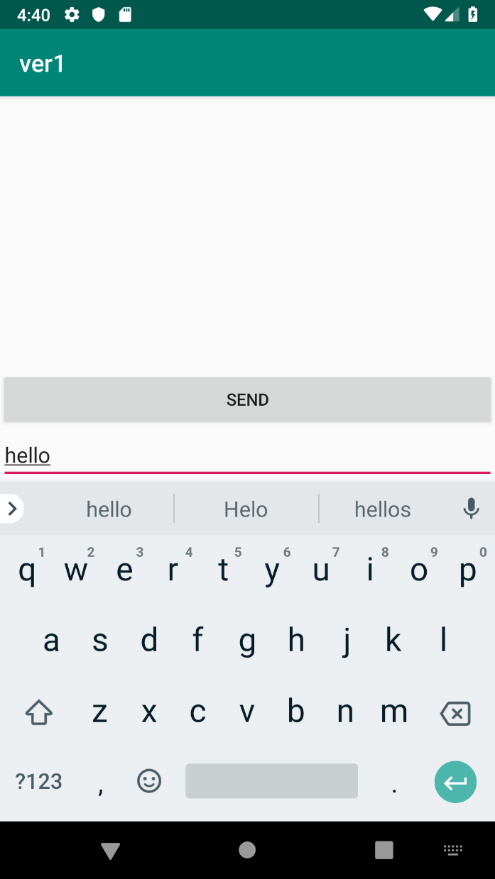 4:40
ver1
SEND
hello
hello Helo hellos
1 2 3 4 5 6 7 8 9 0
q w e r t y u i o p
a s d f g h j k l
z x c v b n m
?123 , .